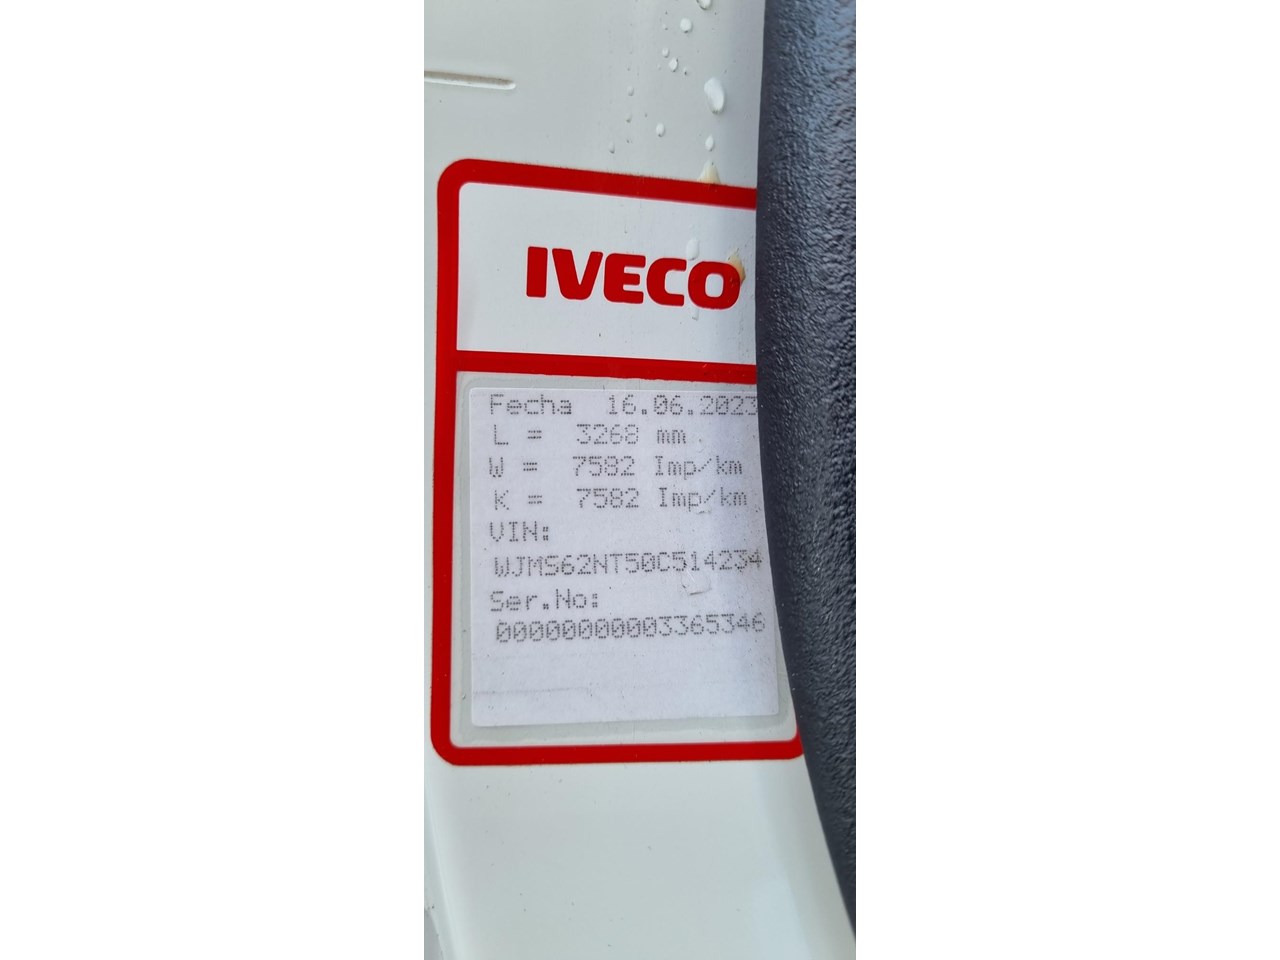 IVECO
Fecha 16.06.2023
L = 3268 mm
W = 7582 Imp/km
K = 7582 Imp/km
VIN:
WJMS62NT50C514234
Ser.No:
0000000003365346